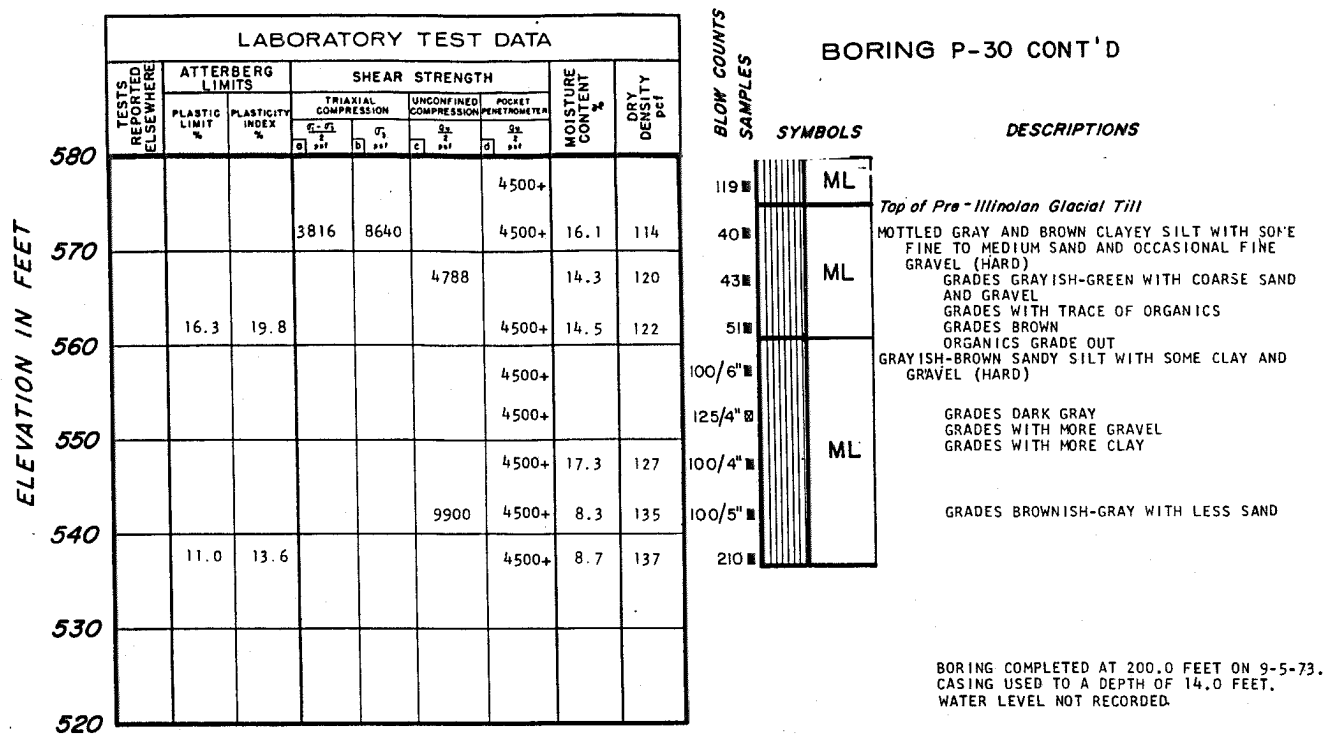 LABORATORY TEST DATA
TESTS REPORTED ELSEWHERE
ATTERBERG LIMITS
SHEAR STRENGTH
MOISTURE CONTENT %
DRY DENSITY pcf
PLASTIC LIMIT %
PLASTICITY INDEX %
TRIAXIAL COMPRESSION
UNCONFINED COMPRESSION
POCKET PENETROMETER
a psf
b psf
c psf
d psf
BLOW COUNTS
SAMPLES
BORING P-30 CONT'D
SYMBOLS
DESCRIPTIONS
ELEVATION IN FEET
580
4500+
119 ML
Top of Pre-Illinoian Glacial Till
3816 8640 4500+ 16.1 114
40
MOTTLED GRAY AND BROWN CLAYEY SILT WITH SOME
FINE TO MEDIUM SAND AND OCCASIONAL FINE
GRAVEL (HARD)
570
4788 14.3 120
43 ML
GRADES GRAYISH-GREEN WITH COARSE SAND
AND GRAVEL
GRADES WITH TRACE OF ORGANICS
16.3 19.8 4500+ 14.5 122
51
GRADES BROWN
ORGANICS GRADE OUT
560
GRAYISH-BROWN SANDY SILT WITH SOME CLAY AND
GRAVEL (HARD)
4500+
100/6"
4500+
125/4"
GRADES DARK GRAY
GRADES WITH MORE GRAVEL
GRADES WITH MORE CLAY
550
ML
4500+ 17.3 127
100/4"
9900 4500+ 8.3 135
100/5"
GRADES BROWNISH-GRAY WITH LESS SAND
540
11.0 13.6 4500+ 8.7 137
210
530
BORING COMPLETED AT 200.0 FEET ON 9-5-73.
CASING USED TO A DEPTH OF 14.0 FEET.
WATER LEVEL NOT RECORDED.
520